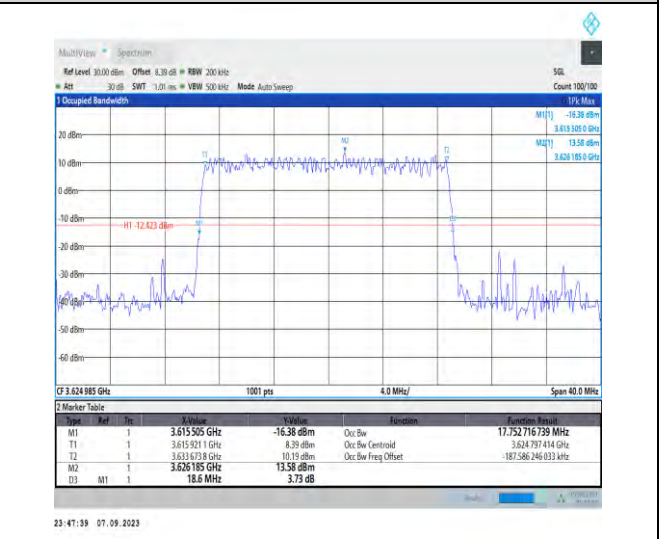 MultiView Spectrum
Ref Level 30.00 dBm Offset 8.39 dB RBW 200 kHz SGL
Att 30 dB SWT 1.01 ms VBW 500 kHz Mode Auto Sweep Count 100/100
1 Occupied Bandwidth 1Pk Max
M1[1] -16.38 dBm
3.615 505 0 GHz
20 dBm
M2[1] 13.58 dBm
3.626 185 0 GHz
M2
T1
T2
10 dBm
0 dBm
-10 dBm
H1 -12.423 dBm
M1
D3
-20 dBm
-30 dBm
-40 dBm
-50 dBm
-60 dBm
CF 3.624 985 GHz 1001 pts 4.0 MHz/ Span 40.0 MHz
2 Marker Table
Type Ref Trc X-Value Y-Value Function Function Result
M1 1 3.615 505 GHz -16.38 dBm Occ Bw 17.752 716 739 MHz
T1 1 3.615 921 1 GHz 8.39 dBm Occ Bw Centroid 3.624 797 414 GHz
T2 1 3.633 673 8 GHz 10.19 dBm Occ Bw Freq Offset -187.586 246 033 kHz
M2 1 3.626 185 GHz 13.58 dBm
D3 M1 1 18.6 MHz 3.73 dB
23:47:39 07.09.2023